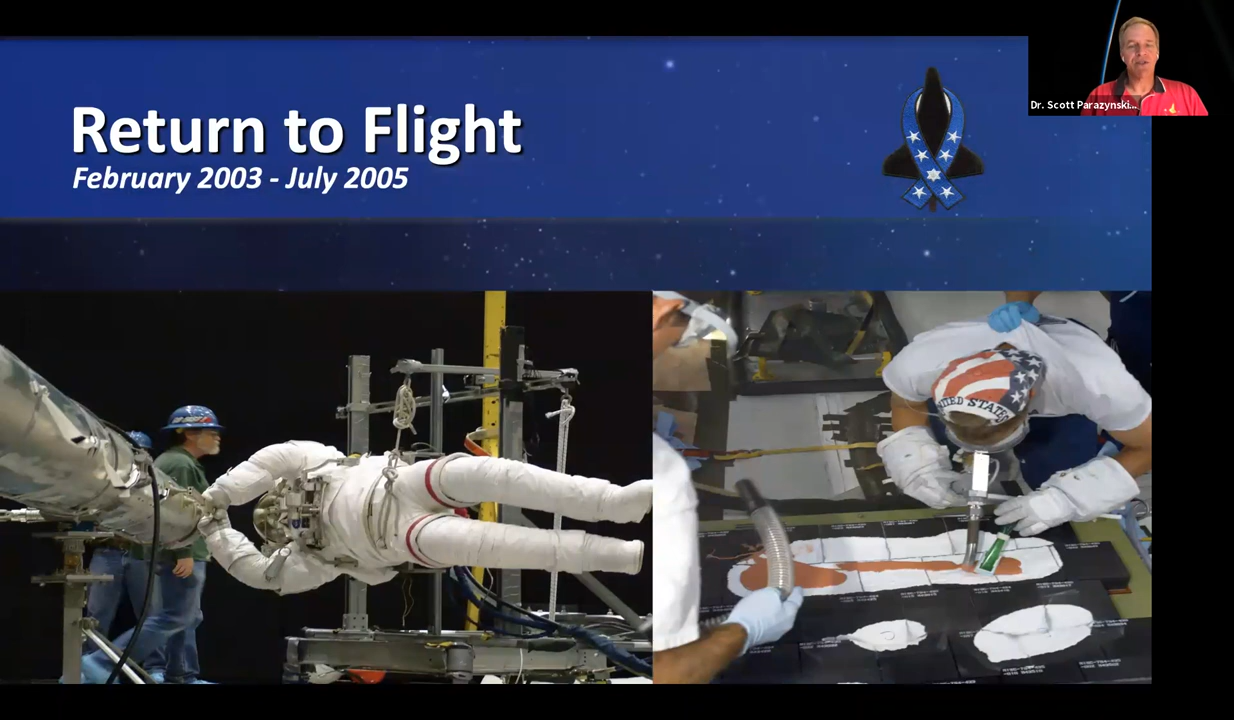 Dr. Scott Parazynski...
Return to Flight
February 2003 - July 2005
UNITED STATES